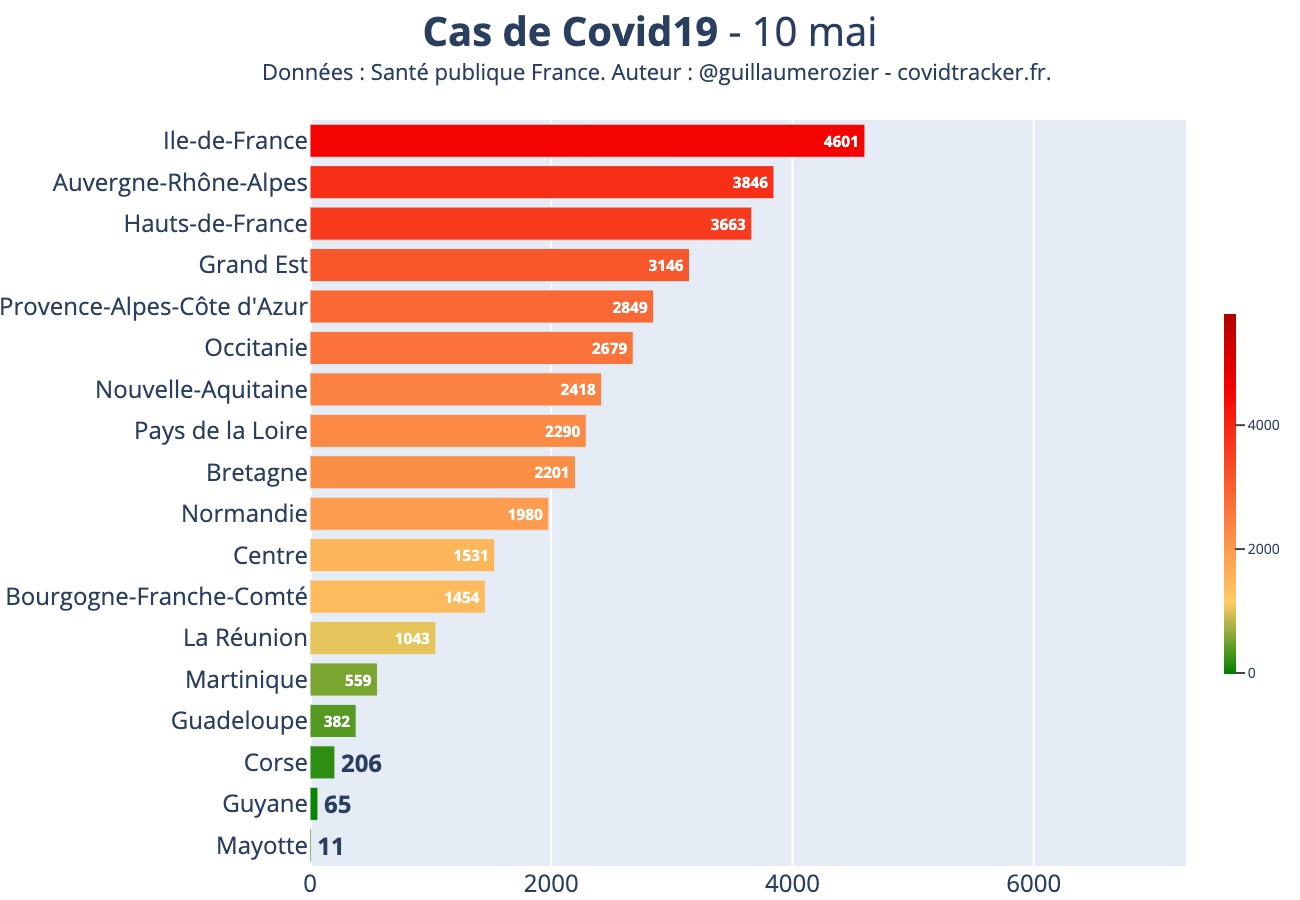 Cas de Covid19 - 10 mai
Données : Santé publique France. Auteur : @guillaumerozier - covidtracker.fr.
Ile-de-France 4601
Auvergne-Rhône-Alpes 3846
Hauts-de-France 3663
Grand Est 3146
Provence-Alpes-Côte d'Azur 2849
Occitanie 2679
Nouvelle-Aquitaine 2418
Pays de la Loire 2290
Bretagne 2201
Normandie 1980
Centre 1531
Bourgogne-Franche-Comté 1454
La Réunion 1043
Martinique 559
Guadeloupe 382
Corse 206
Guyane 65
Mayotte 11
0 2000 4000 6000
4000
2000
0